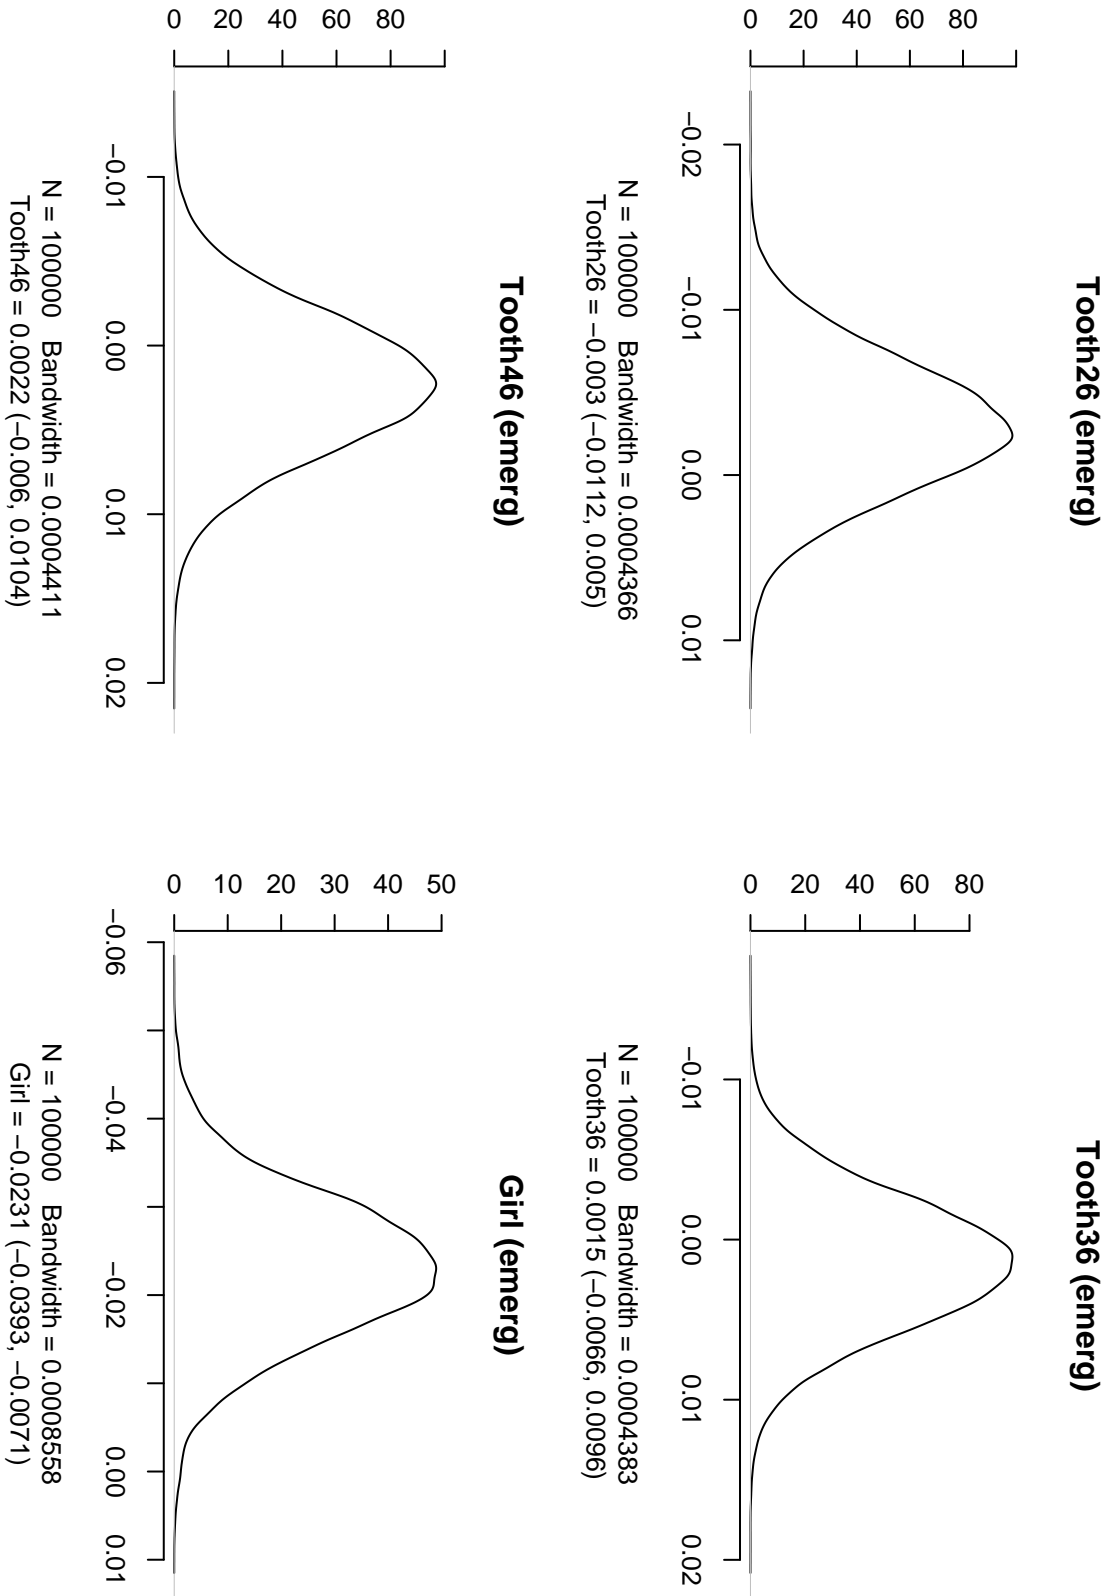 Tooth26 (emerg)
0 20 40 60 80
−0.02 −0.01 0.00 0.01
N = 100000 Bandwidth = 0.0004366
Tooth26 = −0.003 (−0.0112, 0.005)
Tooth36 (emerg)
0 20 40 60 80
−0.01 0.00 0.01 0.02
N = 100000 Bandwidth = 0.0004383
Tooth36 = 0.0015 (−0.0066, 0.0096)
Tooth46 (emerg)
0 20 40 60 80
−0.01 0.00 0.01 0.02
N = 100000 Bandwidth = 0.0004411
Tooth46 = 0.0022 (−0.006, 0.0104)
Girl (emerg)
0 10 20 30 40 50
−0.06 −0.04 −0.02 0.00 0.01
N = 100000 Bandwidth = 0.0008558
Girl = −0.0231 (−0.0393, −0.0071)